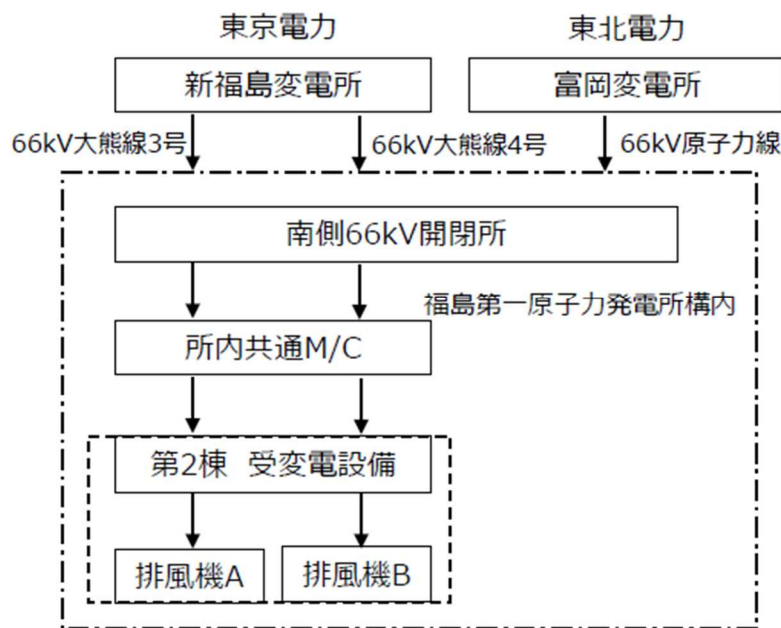 東京電力
東北電力
新福島変電所
富岡変電所
66kV大熊線3号
66kV大熊線4号
66kV原子力線
南側66kV開閉所
福島第一原子力発電所構内
所内共通M/C
第2棟 受変電設備
排風機A
排風機B